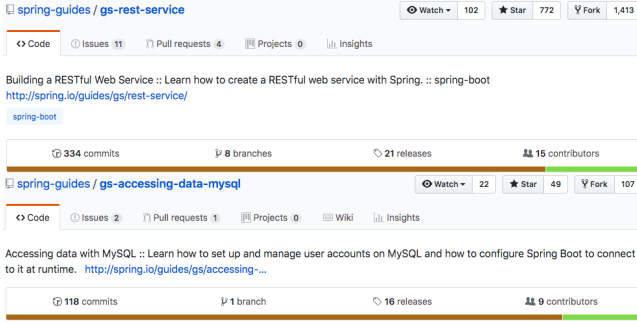 spring-guides / gs-rest-service Watch 102 Star 772 Fork 1,413
Code Issues 11 Pull requests 4 Projects 0 Insights
Building a RESTful Web Service :: Learn how to create a RESTful web service with Spring. :: spring-boot
http://spring.io/guides/gs/rest-service/
spring-boot
334 commits 8 branches 21 releases 15 contributors
spring-guides / gs-accessing-data-mysql Watch 22 Star 49 Fork 107
Code Issues 2 Pull requests 1 Projects 0 Wiki Insights
Accessing data with MySQL :: Learn how to set up and manage user accounts on MySQL and how to configure Spring Boot to connect
to it at runtime. http://spring.io/guides/gs/accessing-...
118 commits 1 branch 16 releases 9 contributors